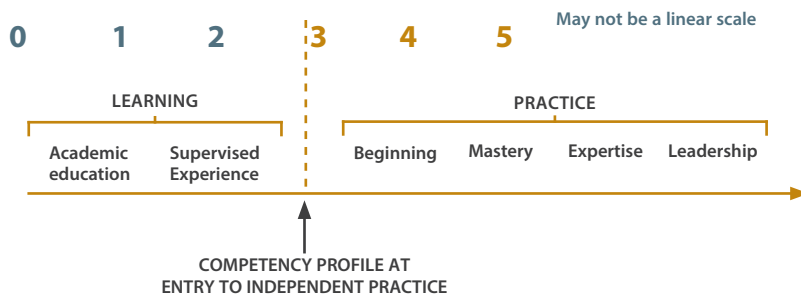 May not be a linear scale
0 1 2 3 4 5
LEARNING PRACTICE
Academic education
Supervised Experience
Beginning Mastery Expertise Leadership
COMPETENCY PROFILE AT
ENTRY TO INDEPENDENT PRACTICE